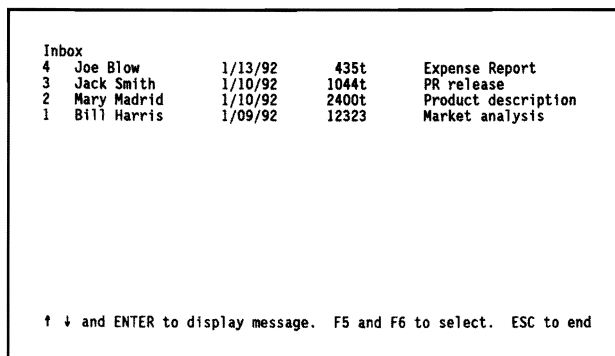 Inbox
4 Joe Blow 1/13/92 435t Expense Report
3 Jack Smith 1/10/92 1044t PR release
2 Mary Madrid 1/10/92 2400t Product description
1 Bill Harris 1/09/92 12323 Market analysis
↑ ↓ and ENTER to display message. F5 and F6 to select. ESC to end